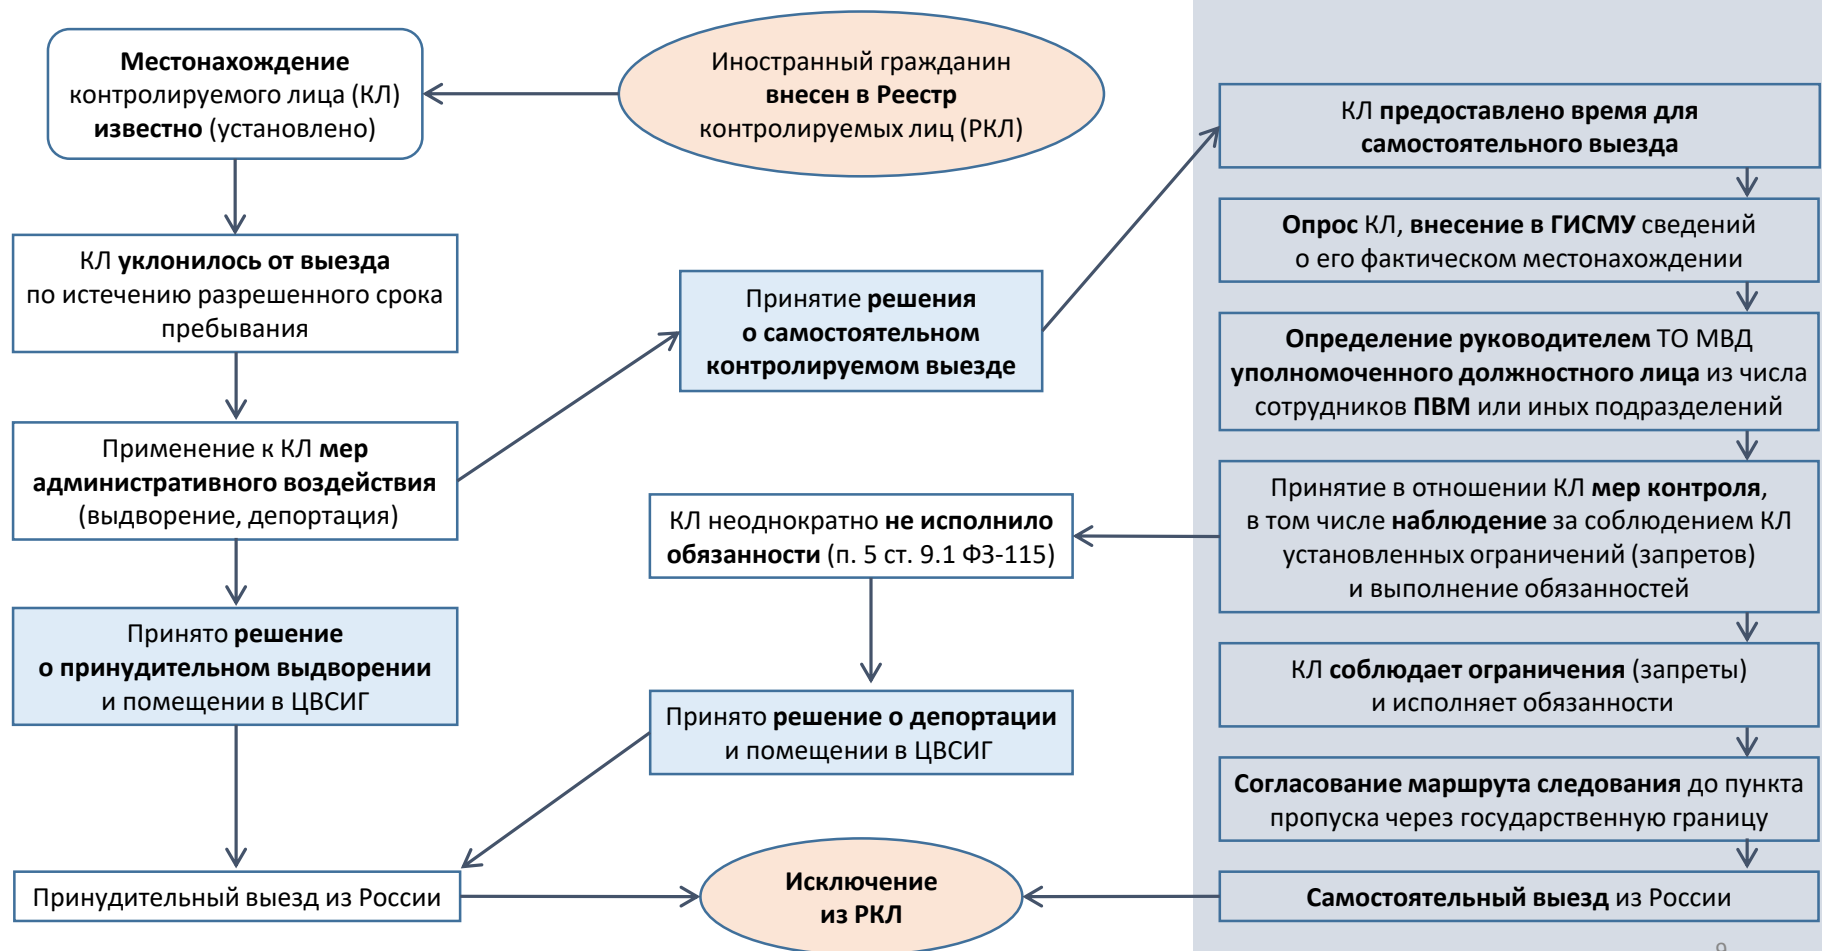 Местонахождение
контролируемого лица (КЛ)
известно (установлено)
Иностранный гражданин
внесен в Реестр
контролируемых лиц (РКЛ)
КЛ уклонилось от выезда
по истечению разрешенного срока
пребывания
Применение к КЛ мер
административного воздействия
(выдворение, депортация)
Принято решение
о принудительном выдворении
и помещении в ЦВСИГ
Принудительный выезд из России
Принятие решения
о самостоятельном
контролируемом выезде
КЛ неоднократно не исполнило
обязанности (п. 5 ст. 9.1 ФЗ-115)
Принято решение о депортации
и помещении в ЦВСИГ
Исключение
из РКЛ
КЛ предоставлено время для
самостоятельного выезда
Опрос КЛ, внесение в ГИСМУ сведений
о его фактическом местонахождении
Определение руководителем ТО МВД
уполномоченного должностного лица из числа
сотрудников ПВМ или иных подразделений
Принятие в отношении КЛ мер контроля,
в том числе наблюдение за соблюдением КЛ
установленных ограничений (запретов)
и выполнение обязанностей
КЛ соблюдает ограничения (запреты)
и исполняет обязанности
Согласование маршрута следования до пункта
пропуска через государственную границу
Самостоятельный выезд из России